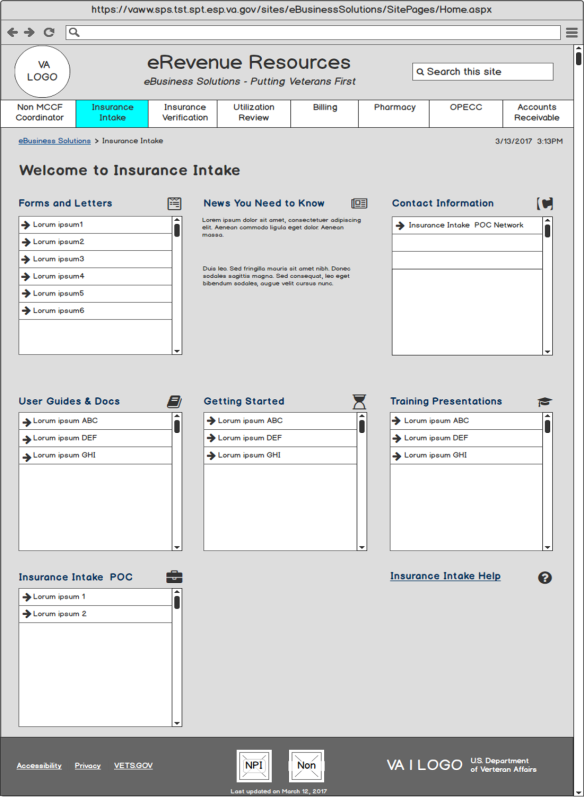 https://vaww.sps.tst.spt.esp.va.gov/sites/eBusinessSolutions/SitePages/Home.aspx
VA
LOGO
eRevenue Resources
eBusiness Solutions - Putting Veterans First
Search this site
Non MCCF
Coordinator
Insurance
Intake
Insurance
Verification
Utilization
Review
Billing
Pharmacy
OPECC
Accounts
Receivable
eBusiness Solutions > Insurance Intake
3/13/2017 3:13PM
Welcome to Insurance Intake
Forms and Letters
Lorum ipsum1
Lorum ipsum2
Lorum ipsum3
Lorum ipsum4
Lorum ipsum5
Lorum ipsum6
News You Need to Know
Lorem ipsum dolor sit amet, consectetuer adipiscing
elit. Aenean commodo ligula eget dolor. Aenean
massa.
Duis leo. Sed fringilla mauris sit amet nibh. Donec
sodales sagittis magna. Sed consequat, leo eget
bibendum sodales, augue velit cursus nunc.
Contact Information
Insurance Intake POC Network
User Guides & Docs
Lorum ipsum ABC
Lorum ipsum DEF
Lorum ipsum GHI
Getting Started
Lorum ipsum ABC
Lorum ipsum DEF
Lorum ipsum GHI
Training Presentations
Lorum ipsum ABC
Lorum ipsum DEF
Lorum ipsum GHI
Insurance Intake POC
Lorum ipsum 1
Lorum ipsum 2
Insurance Intake Help
Accessibility
Privacy
VETS.GOV
NPI
Non
Last updated on March 12, 2017
VA | LOGO
U.S. Department
of Verteran Affairs